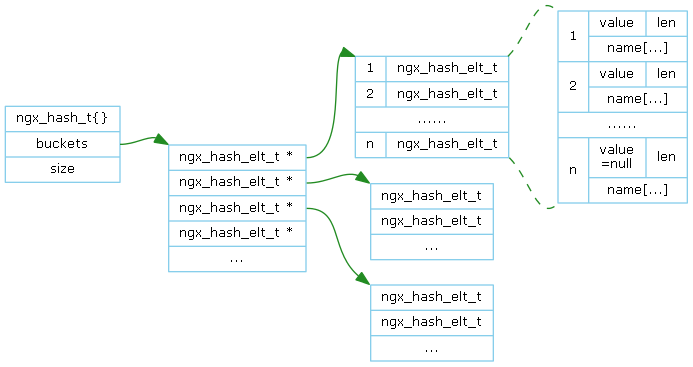 ngx_hash_t{}
buckets
size
ngx_hash_elt_t *
ngx_hash_elt_t *
ngx_hash_elt_t *
ngx_hash_elt_t *
...
1 ngx_hash_elt_t
2 ngx_hash_elt_t
......
n ngx_hash_elt_t
ngx_hash_elt_t
ngx_hash_elt_t
...
ngx_hash_elt_t
ngx_hash_elt_t
...
1 value len
name[...]
2 value len
name[...]
......
n value
=null len
name[...]